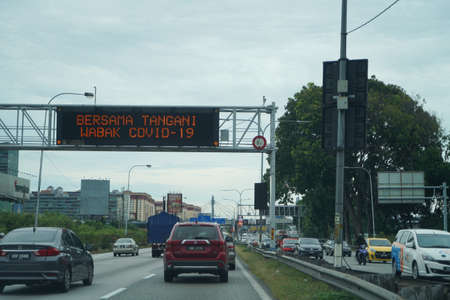 BERSAMA TANGANI
WABAK COVID-19